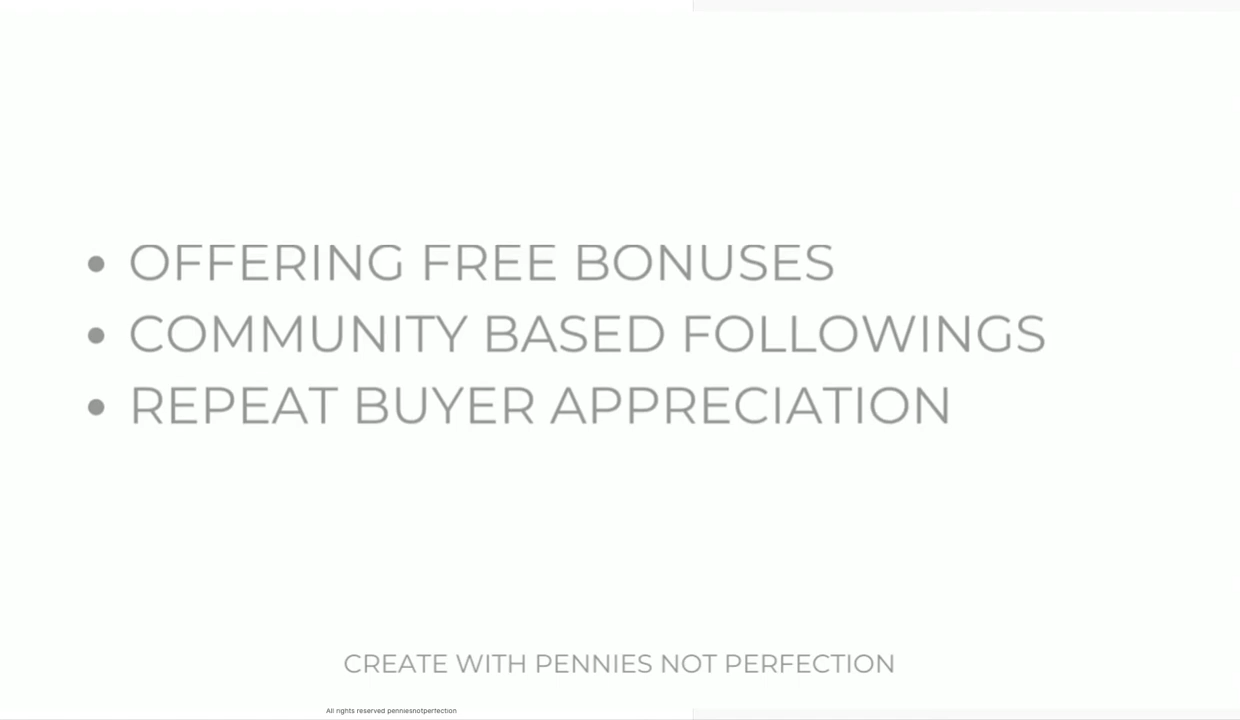 • OFFERING FREE BONUSES
• COMMUNITY BASED FOLLOWINGS
• REPEAT BUYER APPRECIATION
CREATE WITH PENNIES NOT PERFECTION
All rights reserved penniesnotperfection